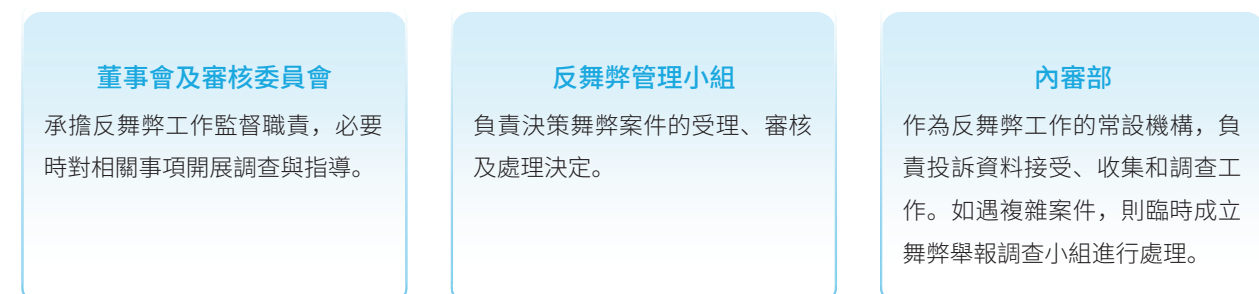 董事會及審核委員會
承擔反舞弊工作監督職責，必要
時對相關事項開展調查與指導。
反舞弊管理小組
負責決策舞弊案件的受理、審核
及處理決定。
內審部
作為反舞弊工作的常設機構，負
責投訴資料接受、收集和調查工
作。如遇複雜案件，則臨時成立
舞弊舉報調查小組進行處理。